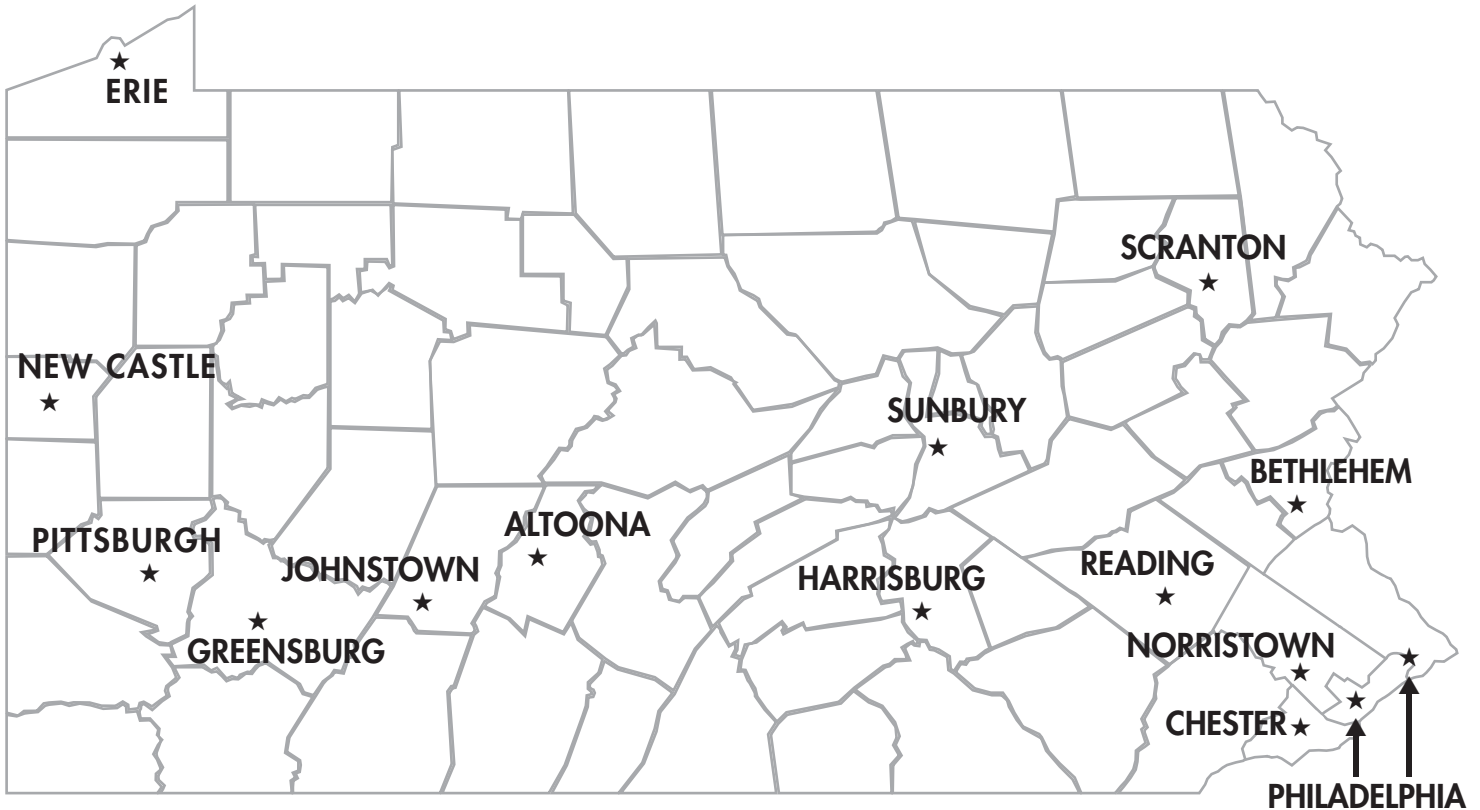 ERIE
SCRANTON
NEW CASTLE
SUNBURY
BETHLEHEM
ALTOONA
PITTSBURGH
READING
JOHNSTOWN
HARRISBURG
NORRISTOWN
GREENSBURG
CHESTER
PHILADELPHIA